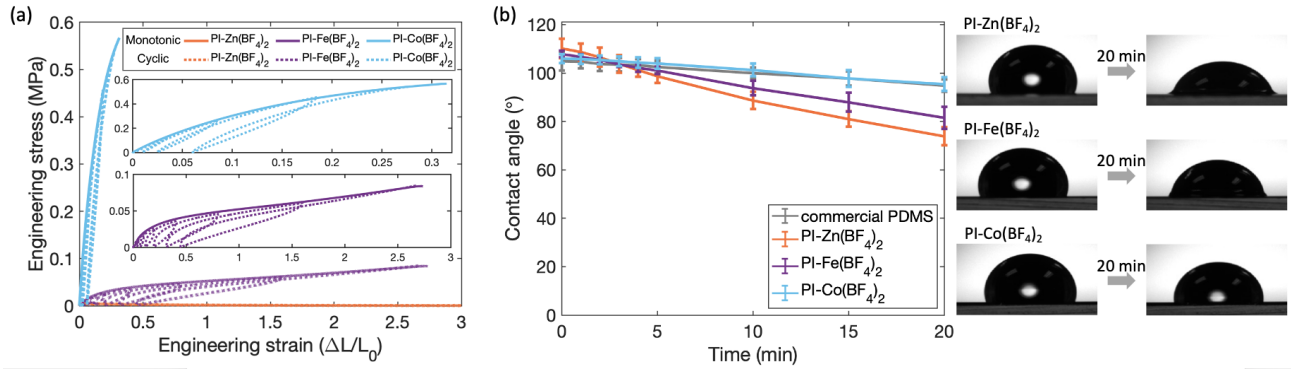 (a)
Engineering stress (MPa)
0.6
0.5
0.4
0.3
0.2
0.1
0
Monotonic PI-Zn(BF₄)₂ PI-Fe(BF₄)₂ PI-Co(BF₄)₂
Cyclic PI-Zn(BF₄)₂ PI-Fe(BF₄)₂ PI-Co(BF₄)₂
0.6
0.4
0.2
0
0 0.05 0.1 0.15 0.2 0.25 0.3
0.1
0.05
0
0 0.5 1 1.5 2 2.5 3
0 0.5 1 1.5 2 2.5 3
Engineering strain (ΔL/L₀)
(b)
Contact angle (°)
120
100
80
60
40
20
0
commercial PDMS
PI-Zn(BF₄)₂
PI-Fe(BF₄)₂
PI-Co(BF₄)₂
0 5 10 15 20
Time (min)
PI-Zn(BF₄)₂
20 min
PI-Fe(BF₄)₂
20 min
PI-Co(BF₄)₂
20 min